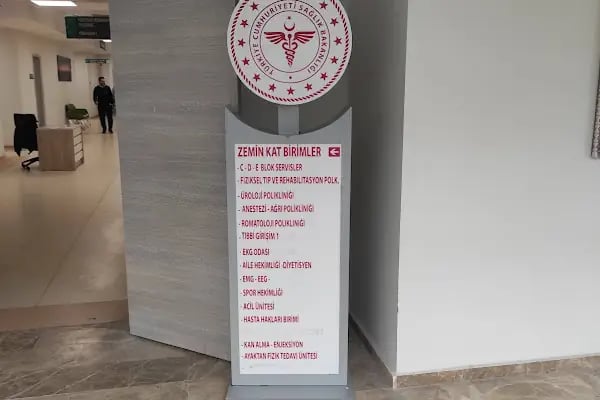 TÜRKİYE CUMHURİYETİ SAĞLIK BAKANLIĞI
ZEMİN KAT BİRİMLER
- C - D - E BLOK SERVİSLER
- FİZİKSEL TIP VE REHABILITASYON POLK.
- ÜROLOJİ POLİKLİNİĞİ
- ANESTEZİ - AĞRI POLİKLİNİĞİ
- ROMATOLOJİ POLİKLİNİĞİ
- TIBBİ GİRİŞİM 1
- EKG ODASI
- AİLE HEKİMLİĞİ -DİYETİSYEN
- EMG - EEG -
- SPOR HEKİMLİĞİ
- ACİL ÜNİTESİ
- HASTA HAKLARI BİRİMİ
- KAN ALMA - ENJEKSİYON
- AYAKTAN FİZİK TEDAVİ ÜNİTESİ